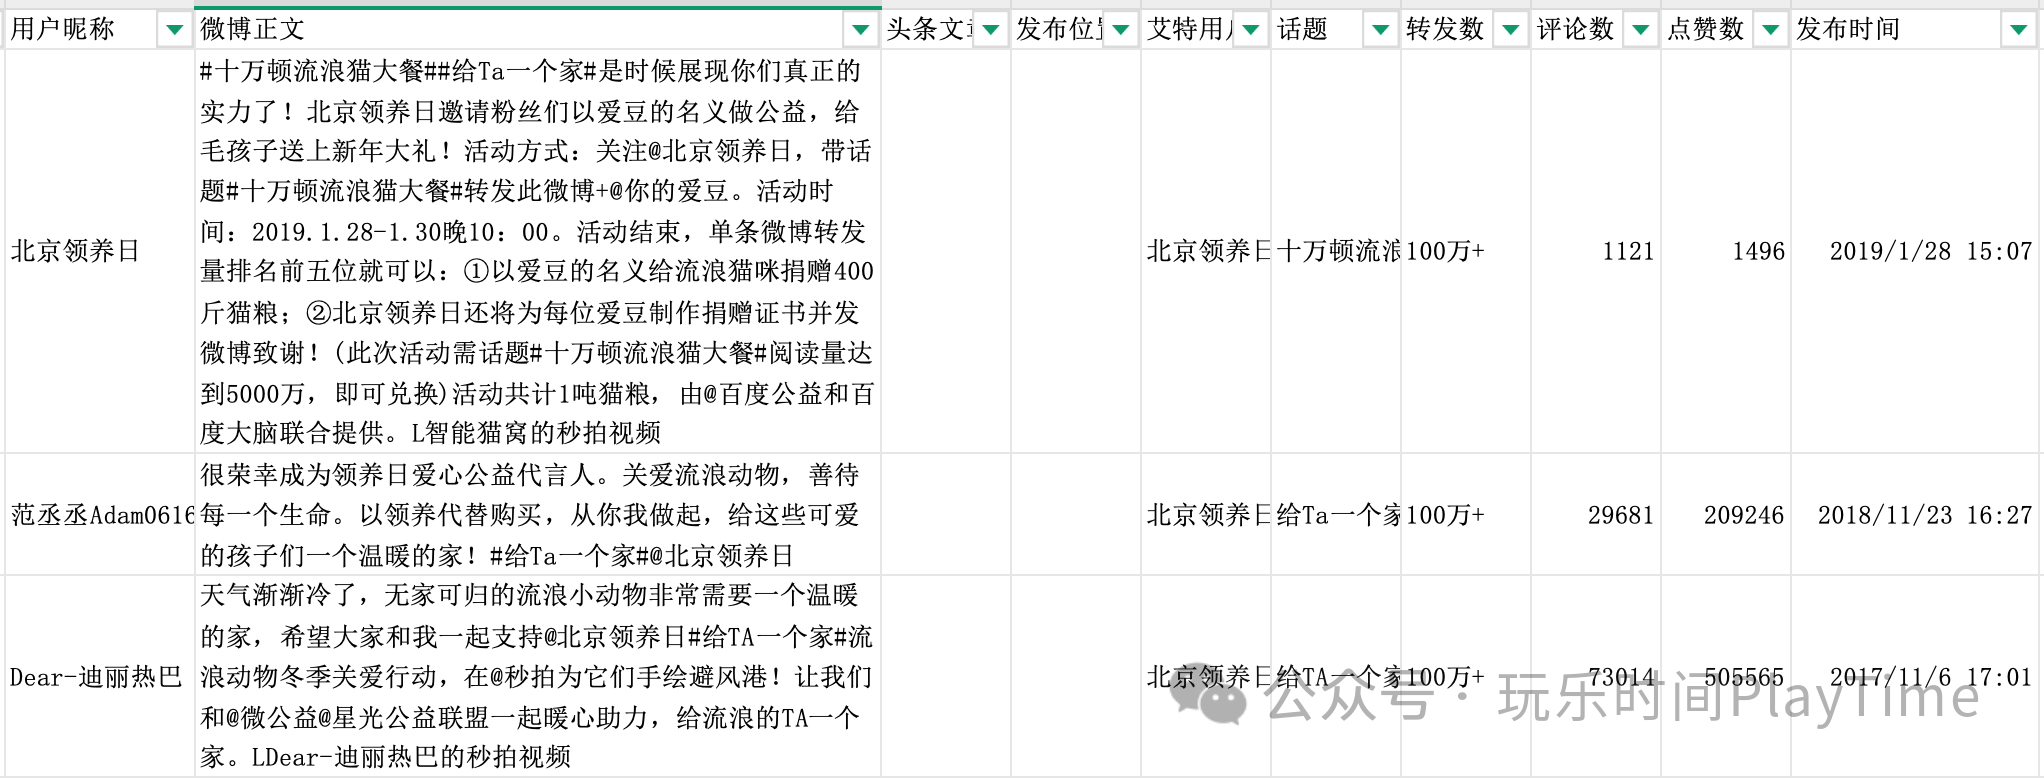 用户昵称 微博正文 头条文章 发布位置 艾特用户 话题 转发数 评论数 点赞数 发布时间
#十万顿流浪猫大餐##给Ta一个家#是时候展现你们真正的
实力了！北京领养日邀请粉丝们以爱豆的名义做公益，给
毛孩子送上新年大礼！活动方式：关注@北京领养日，带话
题#十万顿流浪猫大餐#转发此微博+@你的爱豆。活动时
间：2019.1.28-1.30晚10：00。活动结束，单条微博转发
量排名前五位就可以：①以爱豆的名义给流浪猫咪捐赠400
斤猫粮；②北京领养日还将为每位爱豆制作捐赠证书并发
微博致谢！(此次活动需话题#十万顿流浪猫大餐#阅读量达
到5000万，即可兑换)活动共计1吨猫粮，由@百度公益和百
度大脑联合提供。L智能猫窝的秒拍视频
北京领养日 北京领养日 十万顿流浪 100万+ 1121 1496 2019/1/28 15:07
很荣幸成为领养日爱心公益代言人。关爱流浪动物，善待
每一个生命。以领养代替购买，从你我做起，给这些可爱
的孩子们一个温暖的家！#给Ta一个家#@北京领养日
范丞丞Adam0616 北京领养日 给Ta一个家 100万+ 29681 209246 2018/11/23 16:27
天气渐渐冷了，无家可归的流浪小动物非常需要一个温暖
的家，希望大家和我一起支持@北京领养日#给TA一个家#流
浪动物冬季关爱行动，在@秒拍为它们手绘避风港！让我们
和@微公益@星光公益联盟一起暖心助力，给流浪的TA一个
家。LDear-迪丽热巴的秒拍视频
Dear-迪丽热巴 北京领养日 给TA一个家 100万+ 73014 505565 2017/11/6 17:01
公众号·玩乐时间PlayTime